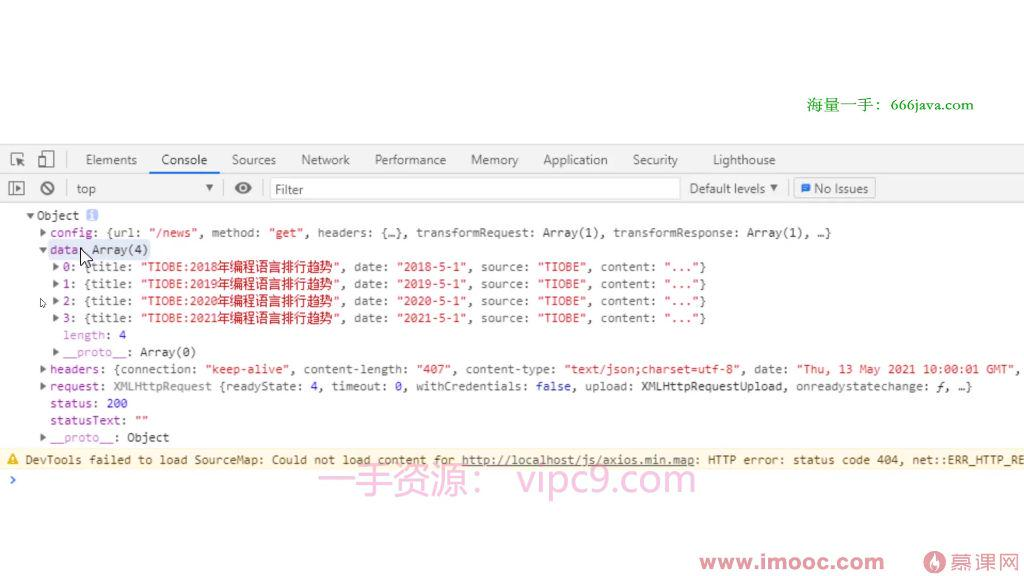 海量一手：666java.com
Elements Console Sources Network Performance Memory Application Security Lighthouse
top Filter Default levels No Issues
Object
config: {url: "/news", method: "get", headers: {…}, transformRequest: Array(1), transformResponse: Array(1), …}
data: Array(4)
0: {title: "TIOBE:2018年编程语言排行趋势", date: "2018-5-1", source: "TIOBE", content: "..."}
1: {title: "TIOBE:2019年编程语言排行趋势", date: "2019-5-1", source: "TIOBE", content: "..."}
2: {title: "TIOBE:2020年编程语言排行趋势", date: "2020-5-1", source: "TIOBE", content: "..."}
3: {title: "TIOBE:2021年编程语言排行趋势", date: "2021-5-1", source: "TIOBE", content: "..."}
length: 4
__proto__: Array(0)
headers: {connection: "keep-alive", content-length: "407", content-type: "text/json;charset=utf-8", date: "Thu, 13 May 2021 10:00:01 GMT",
request: XMLHttpRequest {readyState: 4, timeout: 0, withCredentials: false, upload: XMLHttpRequestUpload, onreadystatechange: ƒ, …}
status: 200
statusText: ""
__proto__: Object
DevTools failed to load SourceMap: Could not load content for http://localhost/js/axios.min.map: HTTP error: status code 404, net::ERR_HTTP_RE
一手资源： vipc9.com
www.imooc.com 慕课网